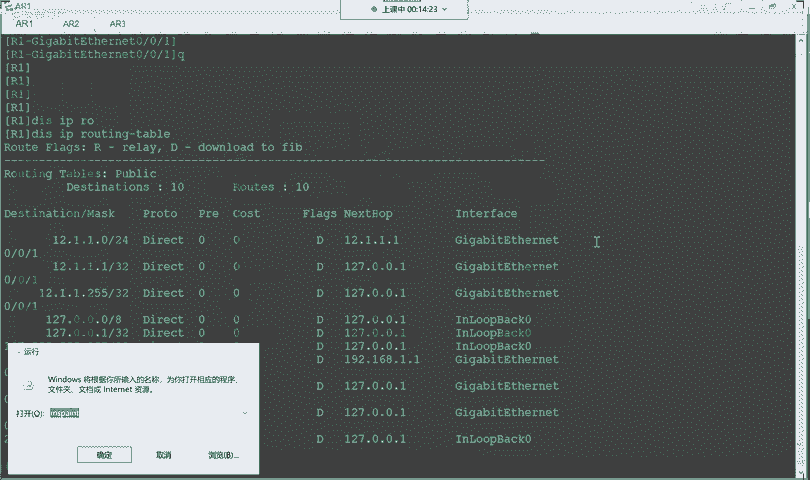 AR1
上课中 00:14:23
AR1 AR2 AR3
[R1-GigabitEthernet0/0/1]
[R1-GigabitEthernet0/0/1]q
[R1]
[R1]
[R1]
[R1]
[R1]dis ip ro
[R1]dis ip routing-table
Route Flags: R - relay, D - download to fib
------------------------------------------------------------------------------
Routing Tables: Public
Destinations : 10 Routes : 10
Destination/Mask Proto Pre Cost Flags NextHop Interface
12.1.1.0/24 Direct 0 0 D 12.1.1.1 GigabitEthernet
0/0/1
12.1.1.1/32 Direct 0 0 D 127.0.0.1 GigabitEthernet
0/0/1
12.1.1.255/32 Direct 0 0 D 127.0.0.1 GigabitEthernet
0/0/1
127.0.0.0/8 Direct 0 0 D 127.0.0.1 InLoopBack0
127.0.0.1/32 Direct 0 0 D 127.0.0.1 InLoopBack0
D 127.0.0.1 InLoopBack0
D 192.168.1.1 GigabitEthernet
D 127.0.0.1 GigabitEthernet
D 127.0.0.1 GigabitEthernet
D 127.0.0.1 InLoopBack0
运行
Windows 将根据你所输入的名称，为你打开相应的程序、
文件夹、文档或 Internet 资源。
打开(O): mspaint
确定 取消 浏览(B)...